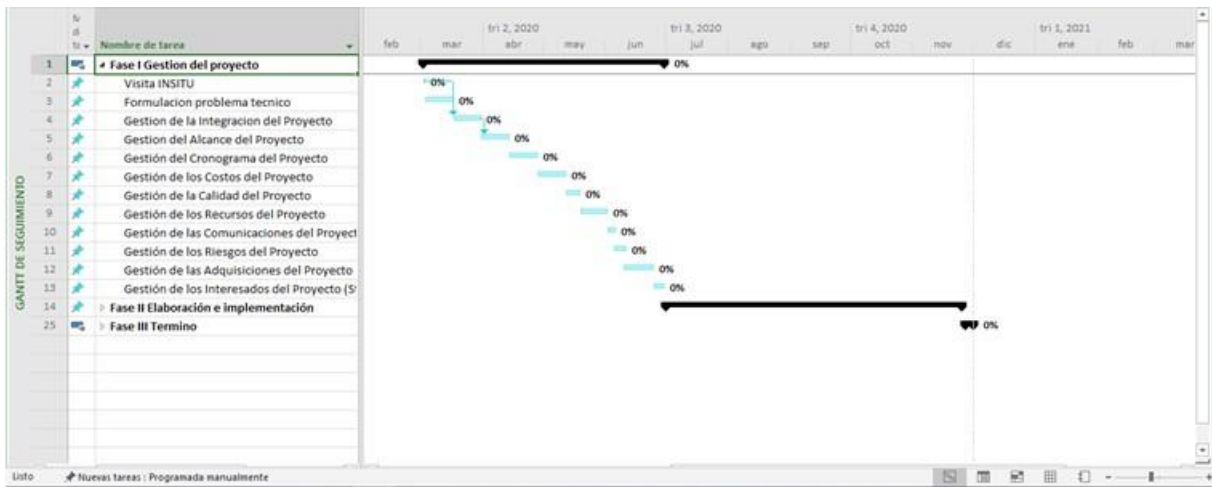 tri 2, 2020 tri 3, 2020 tri 4, 2020 tri 1, 2021
Nombre de tarea feb mar abr may jun jul ago sep oct nov dic ene feb mar
1 Fase I Gestion del proyecto 0%
2 Visita INSITU 0%
3 Formulacion problema tecnico 0%
4 Gestion de la Integracion del Proyecto 0%
5 Gestion del Alcance del Proyecto 0%
6 Gestión del Cronograma del Proyecto 0%
7 Gestión de los Costos del Proyecto 0%
8 Gestión de la Calidad del Proyecto 0%
9 Gestión de los Recursos del Proyecto 0%
10 Gestión de las Comunicaciones del Proyect 0%
11 Gestión de los Riesgos del Proyecto 0%
12 Gestión de las Adquisiciones del Proyecto 0%
13 Gestión de los Interesados del Proyecto (S 0%
14 Fase II Elaboración e implementación
25 Fase III Termino 0%
GANTT DE SEGUIMIENTO
Listo Nuevas tareas : Programada manualmente